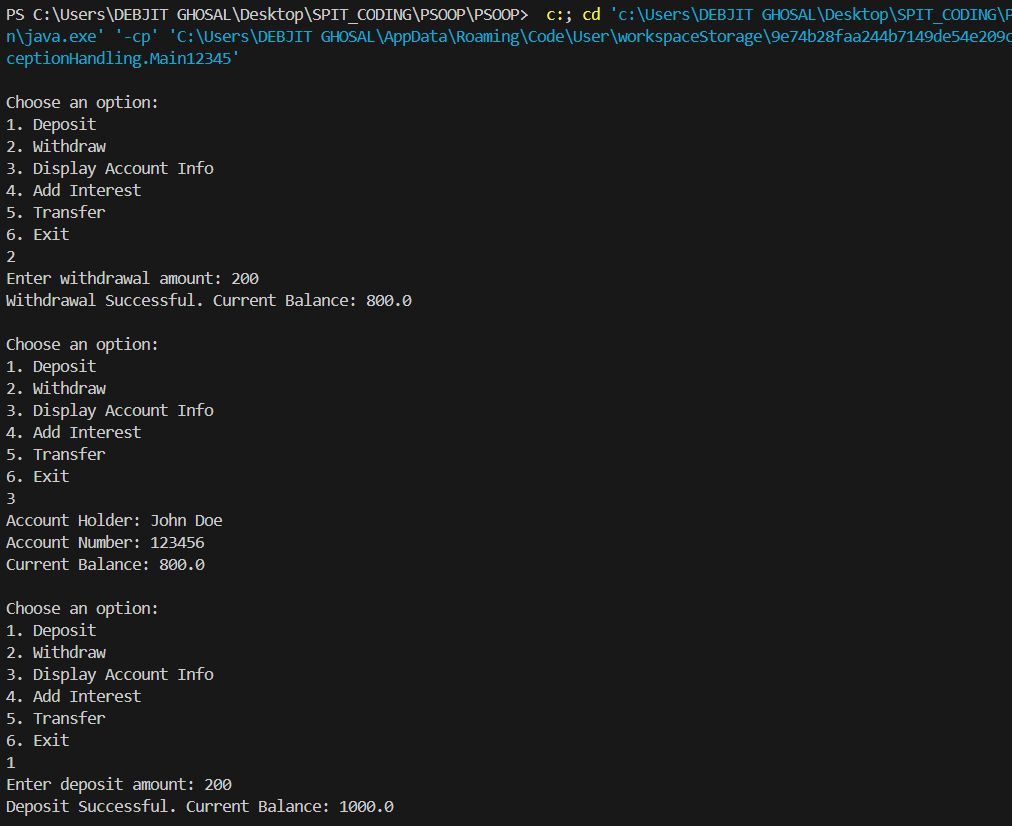 PS C:\Users\DEBJIT GHOSAL\Desktop\SPIT_CODING\PSOOP\PSOOP>  c:; cd 'c:\Users\DEBJIT GHOSAL\Desktop\SPIT_CODING\P
n\java.exe' '-cp' 'C:\Users\DEBJIT GHOSAL\AppData\Roaming\Code\User\workspaceStorage\9e74b28faa244b7149de54e209c
ceptionHandling.Main12345'
Choose an option:
1. Deposit
2. Withdraw
3. Display Account Info
4. Add Interest
5. Transfer
6. Exit
2
Enter withdrawal amount: 200
Withdrawal Successful. Current Balance: 800.0
Choose an option:
1. Deposit
2. Withdraw
3. Display Account Info
4. Add Interest
5. Transfer
6. Exit
3
Account Holder: John Doe
Account Number: 123456
Current Balance: 800.0
Choose an option:
1. Deposit
2. Withdraw
3. Display Account Info
4. Add Interest
5. Transfer
6. Exit
1
Enter deposit amount: 200
Deposit Successful. Current Balance: 1000.0